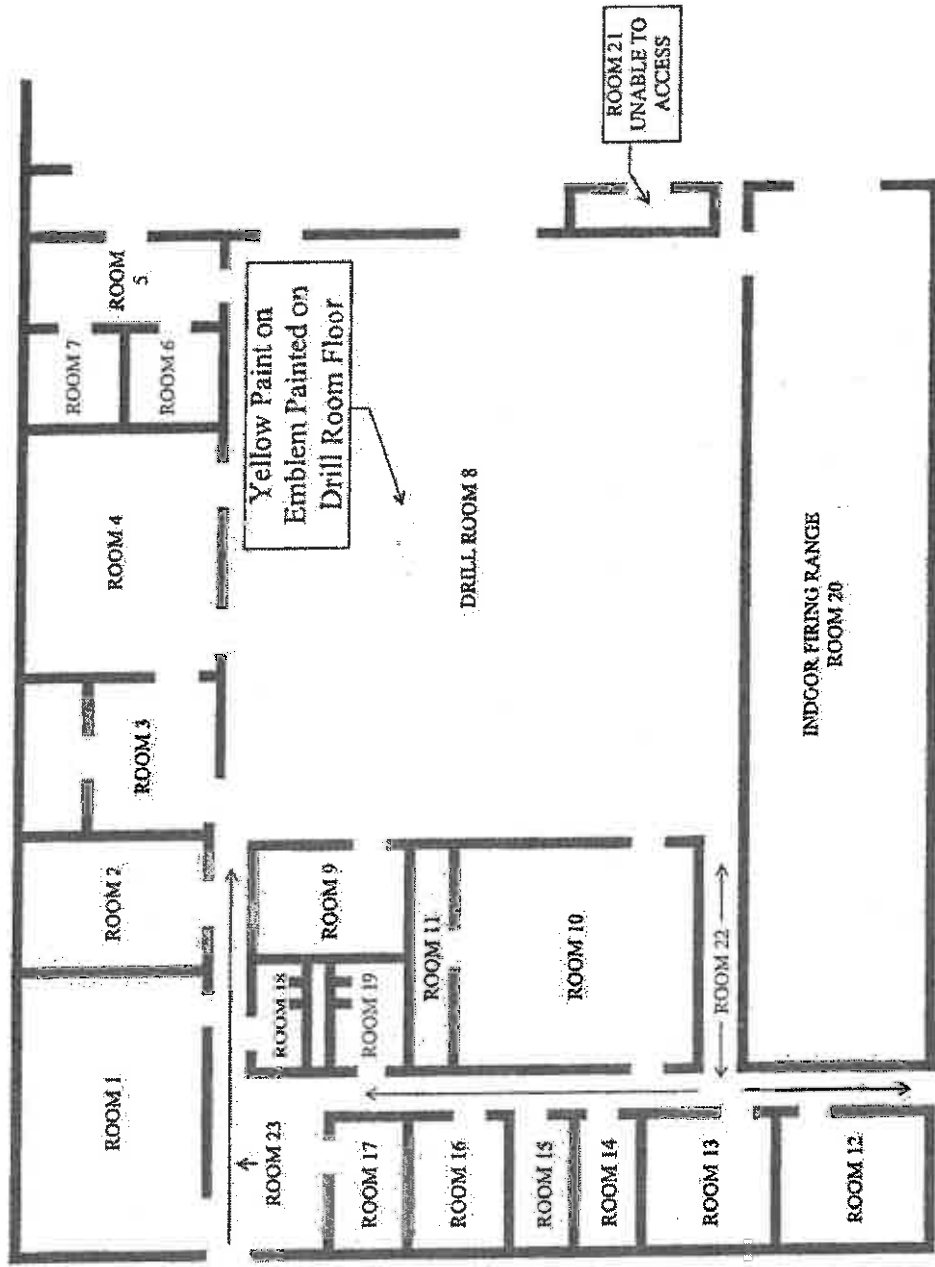 ROOM 1
ROOM 2
ROOM 3
ROOM 4
ROOM 7
ROOM 6
ROOM
5
Yellow Paint on
Emblem Painted on
Drill Room Floor
ROOM 21
UNABLE TO
ACCESS
ROOM 23
ROOM 18
ROOM 19
ROOM 9
ROOM 11
ROOM 10
DRILL ROOM 8
ROOM 17
ROOM 16
ROOM 15
ROOM 14
ROOM 13
ROOM 12
ROOM 22
INDOOR FIRING RANGE
ROOM 20